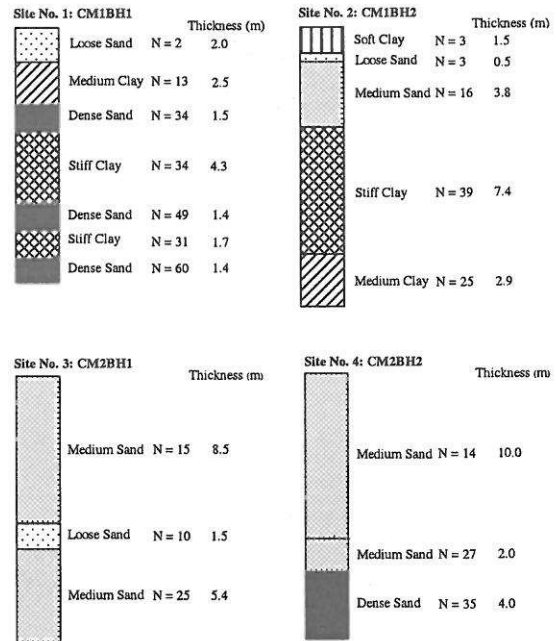 Site No. 1: CM1BH1
Thickness (m)
Loose Sand N = 2 2.0
Medium Clay N = 13 2.5
Dense Sand N = 34 1.5
Stiff Clay N = 34 4.3
Dense Sand N = 49 1.4
Stiff Clay N = 31 1.7
Dense Sand N = 60 1.4
Site No. 2: CM1BH2
Thickness (m)
Soft Clay N = 3 1.5
Loose Sand N = 3 0.5
Medium Sand N = 16 3.8
Stiff Clay N = 39 7.4
Medium Clay N = 25 2.9
Site No. 3: CM2BH1
Thickness (m)
Medium Sand N = 15 8.5
Loose Sand N = 10 1.5
Medium Sand N = 25 5.4
Site No. 4: CM2BH2
Thickness (m)
Medium Sand N = 14 10.0
Medium Sand N = 27 2.0
Dense Sand N = 35 4.0